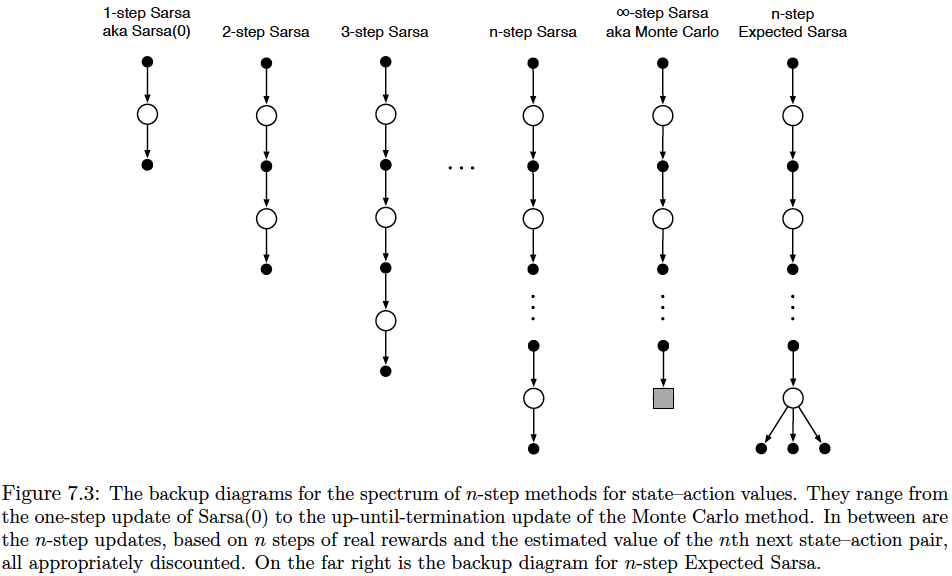 1-step Sarsa
aka Sarsa(0)
2-step Sarsa
3-step Sarsa
n-step Sarsa
∞-step Sarsa
aka Monte Carlo
n-step
Expected Sarsa
Figure 7.3: The backup diagrams for the spectrum of n-step methods for state–action values. They range from
the one-step update of Sarsa(0) to the up-until-termination update of the Monte Carlo method. In between are
the n-step updates, based on n steps of real rewards and the estimated value of the nth next state–action pair,
all appropriately discounted. On the far right is the backup diagram for n-step Expected Sarsa.